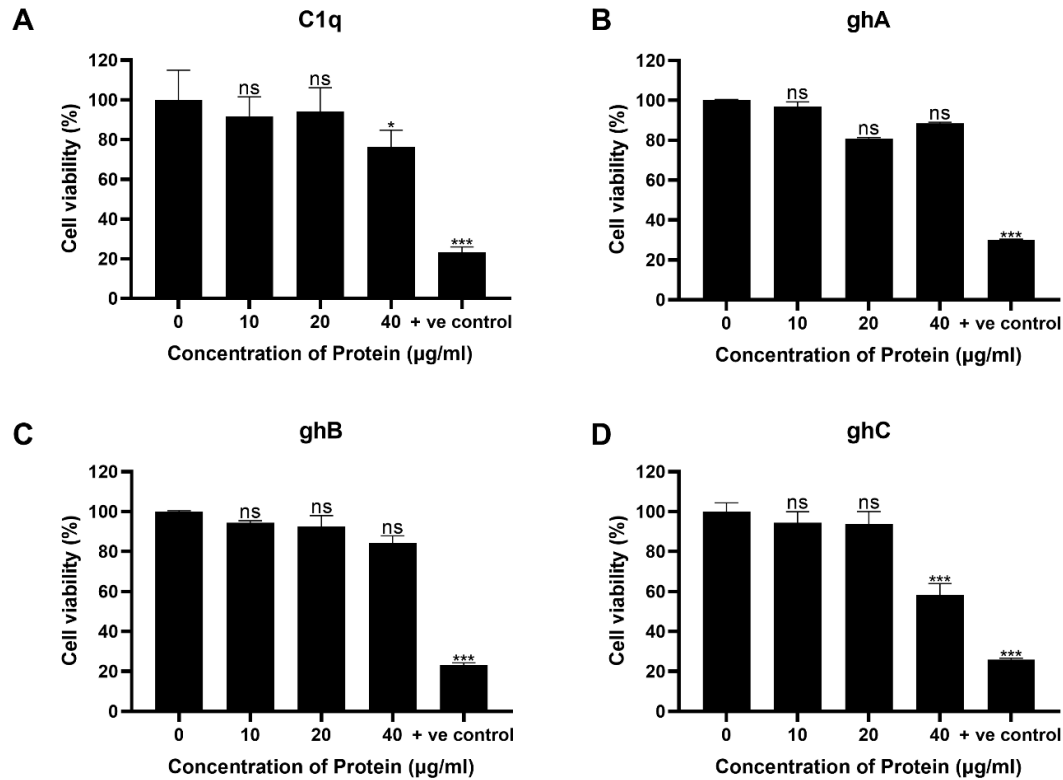 A
C1q
Cell viability (%)
120
100
80
60
40
20
0
ns
ns
*
***
0 10 20 40 + ve control
Concentration of Protein (µg/ml)
B
ghA
Cell viability (%)
120
100
80
60
40
20
0
ns
ns
ns
***
0 10 20 40 + ve control
Concentration of Protein (µg/ml)
C
ghB
Cell viability (%)
120
100
80
60
40
20
0
ns
ns
ns
***
0 10 20 40 + ve control
Concentration of Protein (µg/ml)
D
ghC
Cell viability (%)
120
100
80
60
40
20
0
ns
ns
***
***
0 10 20 40 + ve control
Concentration of Protein (µg/ml)